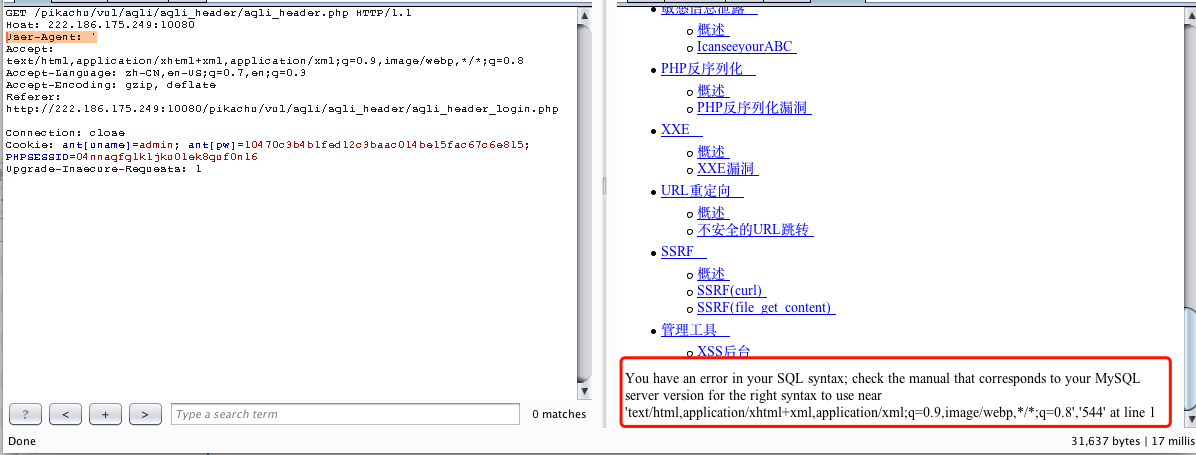 GET /pikachu/vul/sqli/sqli_header/sqli_header.php HTTP/1.1
Host: 222.186.175.249:10080
User-Agent: '
Accept:
text/html,application/xhtml+xml,application/xml;q=0.9,image/webp,*/*;q=0.8
Accept-Language: zh-CN,en-US;q=0.7,en;q=0.3
Accept-Encoding: gzip, deflate
Referer:
http://222.186.175.249:10080/pikachu/vul/sqli/sqli_header/sqli_header_login.php
Connection: close
Cookie: ant[uname]=admin; ant[pw]=10470c3b4b1fed12c3baac014be15fac67c6e815;
PHPSESSID=04nnaqfqlkljku01ek8quf0n16
Upgrade-Insecure-Requests: 1
? < + > Type a search term 0 matches
Done
敏感信息泄露
概述
IcanseeyourABC
PHP反序列化
概述
PHP反序列化漏洞
XXE
概述
XXE漏洞
URL重定向
概述
不安全的URL跳转
SSRF
概述
SSRF(curl)
SSRF(file_get_content)
管理工具
XSS后台
You have an error in your SQL syntax; check the manual that corresponds to your MySQL
server version for the right syntax to use near
'text/html,application/xhtml+xml,application/xml;q=0.9,image/webp,*/*;q=0.8','544' at line 1
31,637 bytes | 17 millis